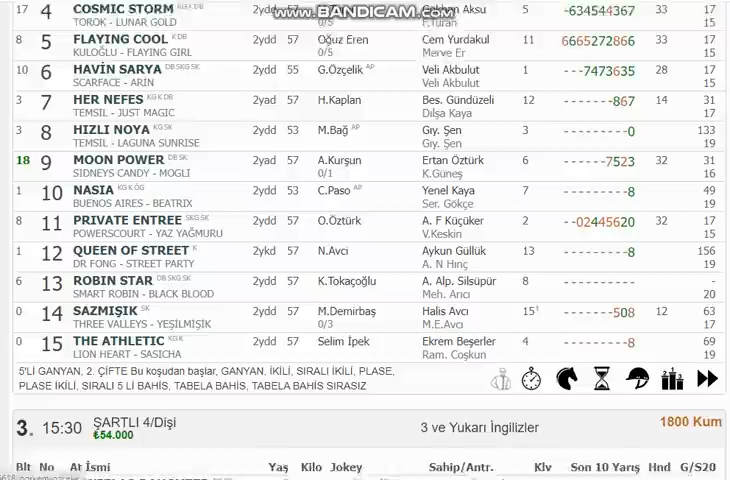 17 4 COSMIC STORM 2ydd 57 Gökhan Aksu 5 -634544367 33 17
TOROK - LUNAR GOLD 0/5 F.Turan 15
www.BANDICAM.com
8 5 FLAYING COOL DB 2ydd 57 Oğuz Eren Cem Yurdakul 11 6665272866 33 17
KULOĞLU - FLAYING GIRL 0/5 Merve Er 15
10 6 HAVİN SARYA DB SKG SK 2ydd 55 G.Özçelik AP Veli Akbulut 1 ---7473635 28 17
SCARFACE - ARİN Veli Akbulut 15
3 7 HER NEFES KG K DB 2yad 57 H.Kaplan Bes. Gündüzeli 12 -------867 14 31
TEMSIL - JUST MAGIC Dılşa Kaya 17
3 8 HIZLI NOYA KG SK 2ydd 53 M.Bağ AP Gıy. Şen 3 ---------0 133
TEMSIL - LAGUNA SUNRISE Gıy. Şen 19
18 9 MOON POWER DB SK 2yad 57 A.Kurşun Ertan Öztürk 6 ------7523 32 31
SIDNEYS CANDY - MOGLI 0/1 K.Güneş 16
1 10 NASIA KG K ÖG 2ydd 53 C.Paso AP Yenel Kaya 7 ---------8 49
BUENOS AIRES - BEATRIX Ser. Gökçe 19
8 11 PRIVATE ENTREE SKG SK 2ydd 57 O.Öztürk A. F Küçüker 2 --02445620 32 17
POWERSCOURT - YAZ YAĞMURU V.Keskin 15
1 12 QUEEN OF STREET K 2ykd 57 N.Avci Aykun Güllük 13 ---------8 156
DR FONG - STREET PARTY A. N Hınç 19
6 13 ROBIN STAR DB SKG SK 2ydd 57 K.Tokaçoğlu A. Alp. Silsüpür 8 ---------- -
SMART ROBIN - BLACK BLOOD Meh. Arıcı 20
0 14 SAZMIŞIK SK 2ydd 57 M.Demirbaş Halis Avcı 15t -------508 12 63
THREE VALLEYS - YEŞİLMIŞIK 0/3 M.E.Avcı 17
0 15 THE ATHLETIC KG K 2ydd 57 Selim İpek Ekrem Beşerler 4 ---------8 69
LION HEART - SASICHA Ram. Coşkun 19
5'Lİ GANYAN, 2. ÇİFTE Bu koşudan başlar, GANYAN, İKİLİ, SIRALI İKİLİ, PLASE,
PLASE İKİLİ, SIRALI 5 LI BAHİS, TABELA BAHİS, TABELA BAHİS SIRASIZ
3. 15:30 ŞARTLI 4/Dişi 3 ve Yukarı İngilizler 1800 Kum
₺54.000
Blt No At İsmi Yaş Kilo Jokey Sahip/Antr. Klv Son 10 Yarış Hnd G/S20